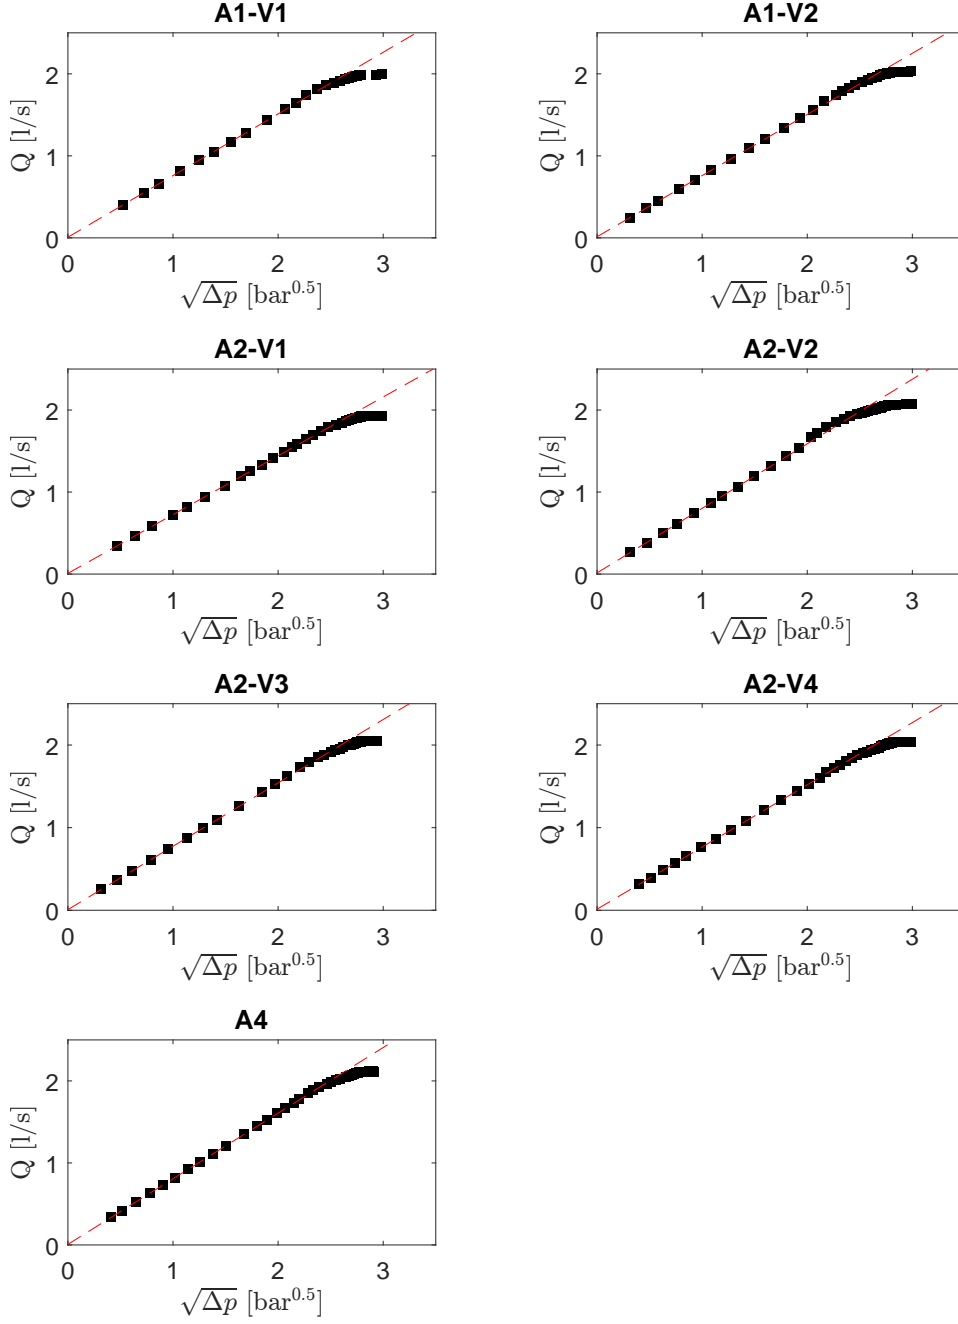 A1-V1
Q [l/s]
2
1
0
0 1 2 3
√Δp [bar^0.5]
A1-V2
Q [l/s]
2
1
0
0 1 2 3
√Δp [bar^0.5]
A2-V1
Q [l/s]
2
1
0
0 1 2 3
√Δp [bar^0.5]
A2-V2
Q [l/s]
2
1
0
0 1 2 3
√Δp [bar^0.5]
A2-V3
Q [l/s]
2
1
0
0 1 2 3
√Δp [bar^0.5]
A2-V4
Q [l/s]
2
1
0
0 1 2 3
√Δp [bar^0.5]
A4
Q [l/s]
2
1
0
0 1 2 3
√Δp [bar^0.5]